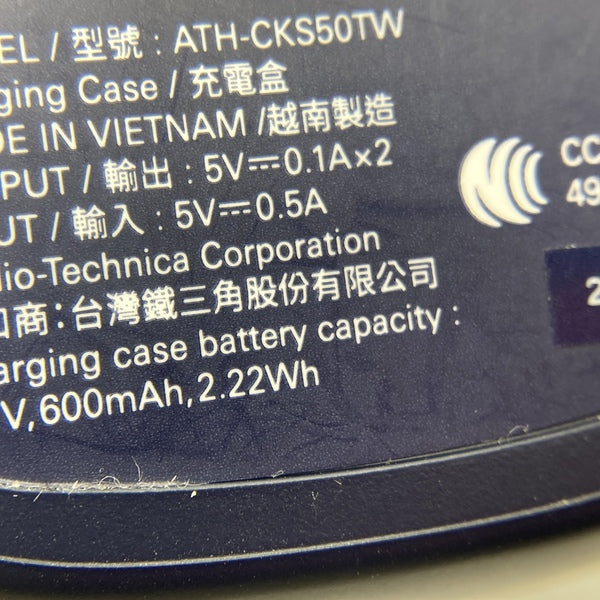 EL / 型號 : ATH-CKS50TW
ging Case / 充電盒
DE IN VIETNAM /越南製造
PUT / 輸出 : 5V⎓0.1A×2
UT / 輸入 : 5V⎓0.5A
dio-Technica Corporation
口商:台灣鐵三角股份有限公司
arging case battery capacity :
V,600mAh,2.22Wh
CC
49
2